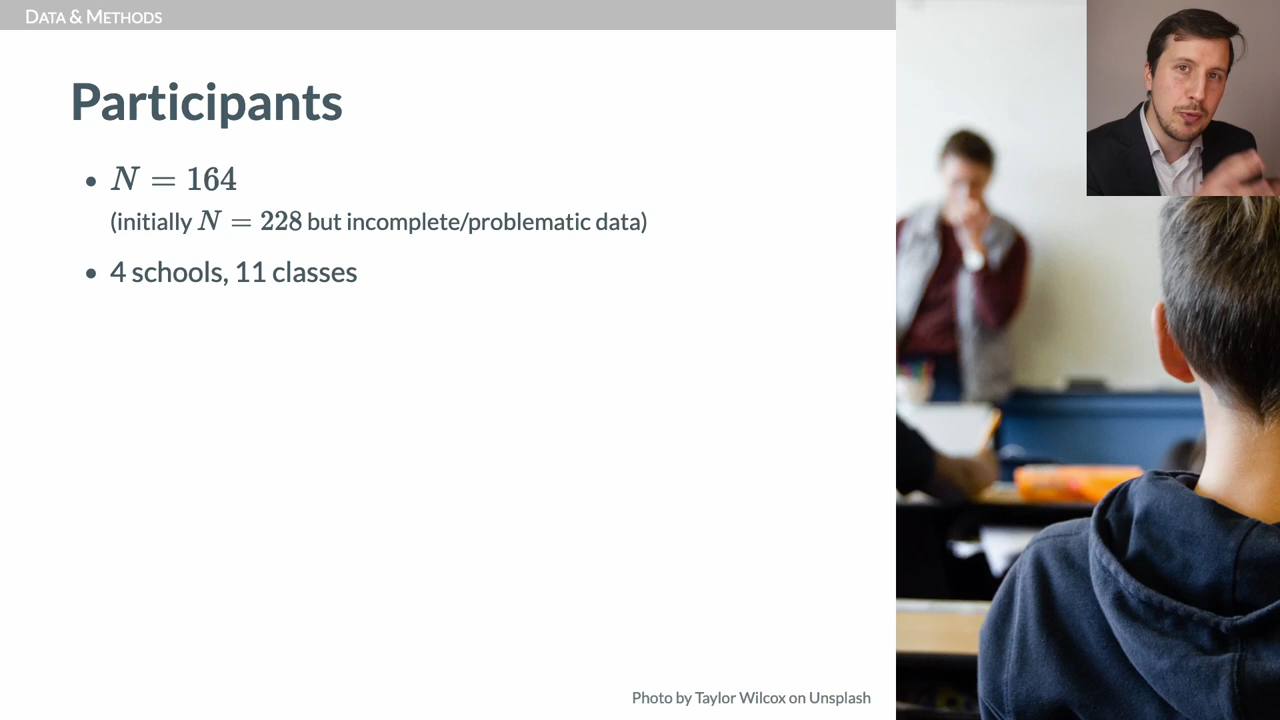 DATA & METHODS
Participants
• N = 164
(initially N = 228 but incomplete/problematic data)
• 4 schools, 11 classes
Photo by Taylor Wilcox on Unsplash